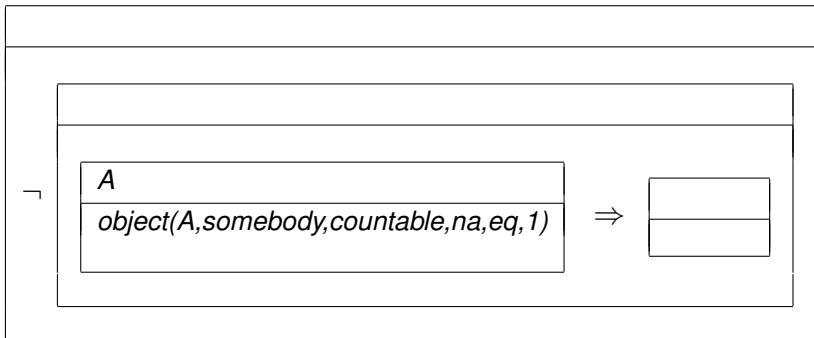 A
¬ object(A,somebody,countable,na,eq,1) ⇒